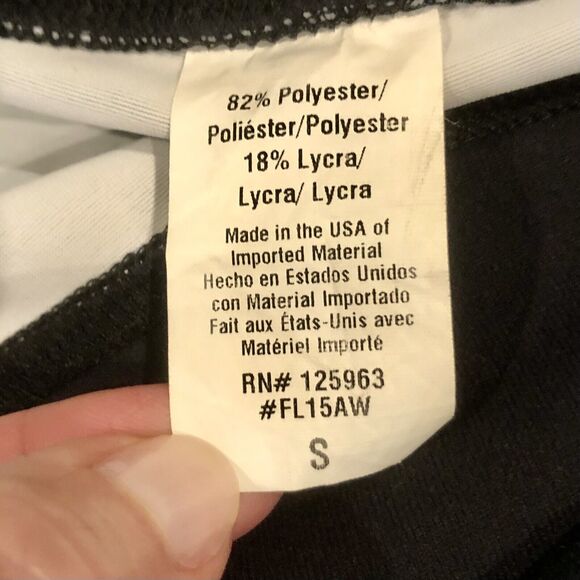 82% Polyester/
Poliéster/Polyester
18% Lycra/
Lycra/ Lycra
Made in the USA of
Imported Material
Hecho en Estados Unidos
con Material Importado
Fait aux États-Unis avec
Matériel Importé
RN# 125963
#FL15AW
S